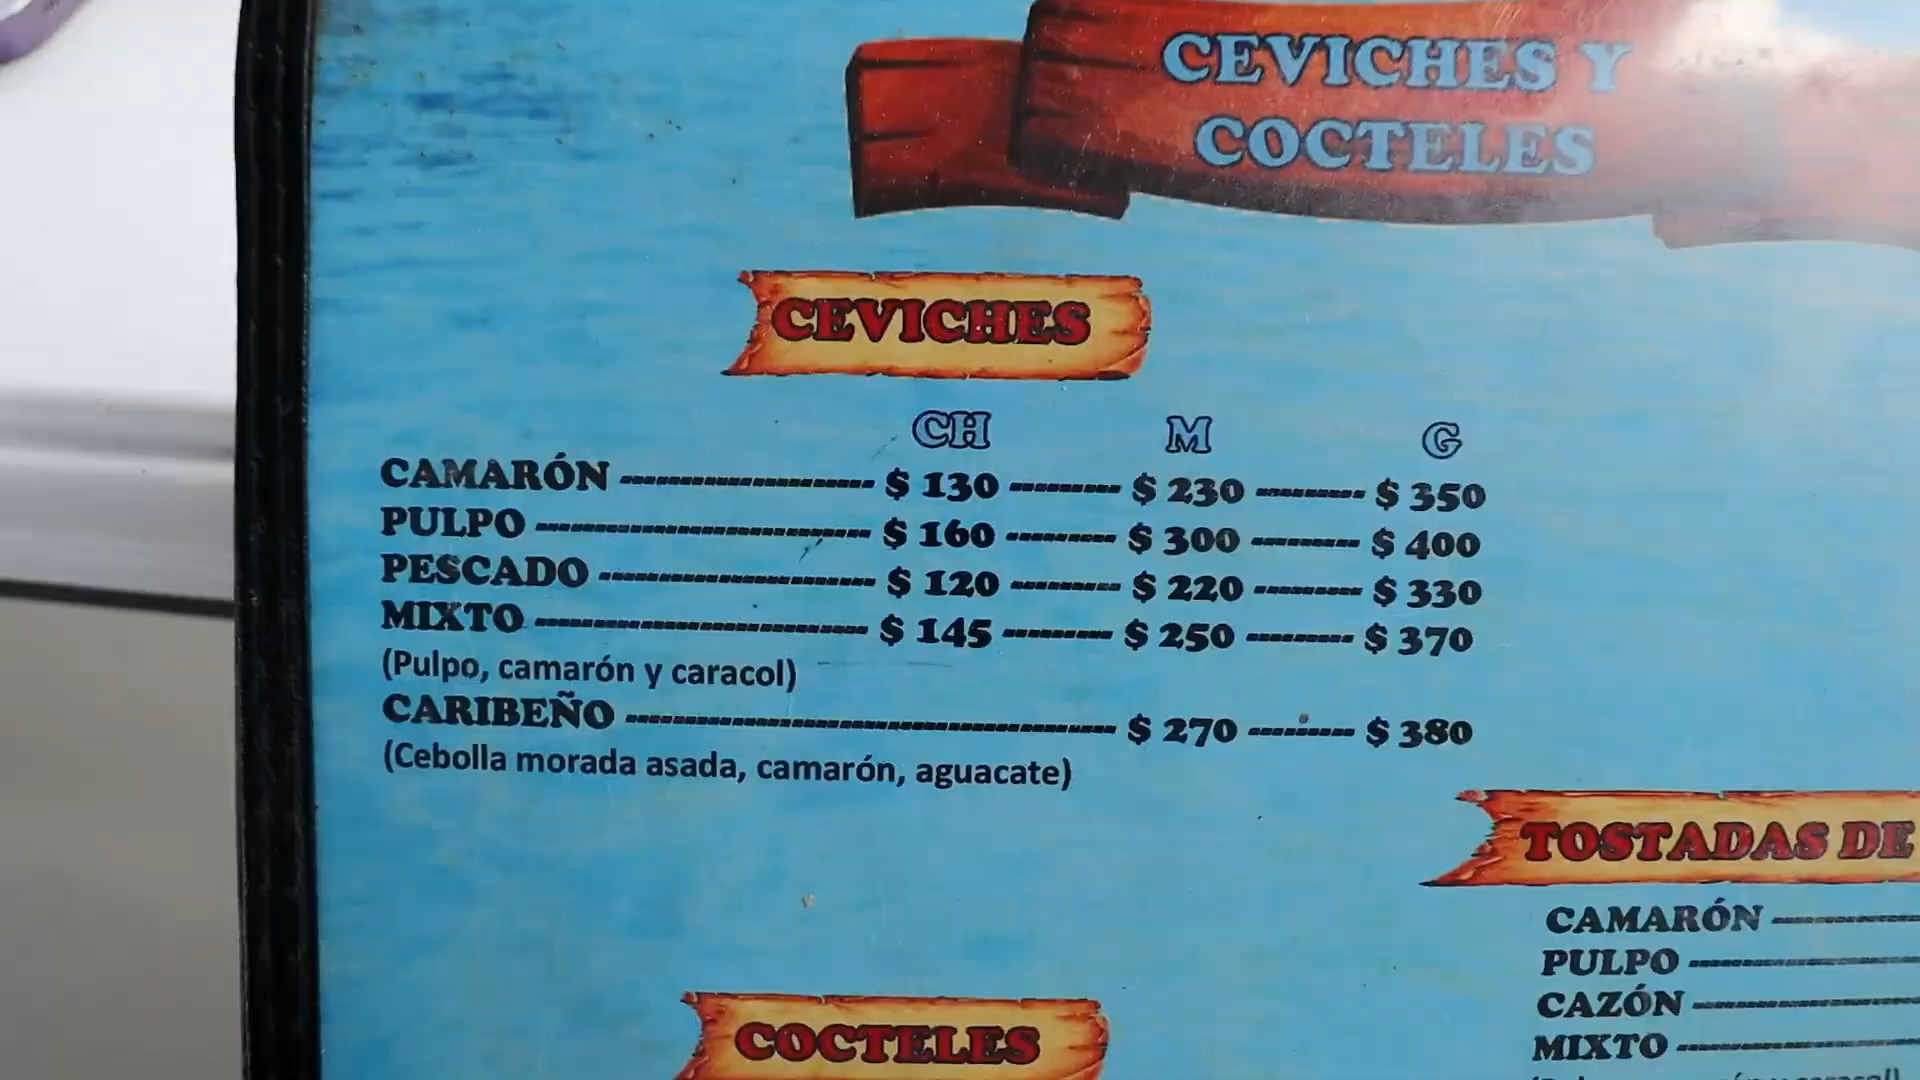 CEVICHES Y
COCTELES
CEVICHES
CH M G
CAMARÓN $ 130 $ 230 $ 350
PULPO $ 160 $ 300 $ 400
PESCADO $ 120 $ 220 $ 330
MIXTO $ 145 $ 250 $ 370
(Pulpo, camarón y caracol)
CARIBEÑO $ 270 $ 380
(Cebolla morada asada, camarón, aguacate)
TOSTADAS DE
CAMARÓN
PULPO
CAZÓN
MIXTO
COCTELES